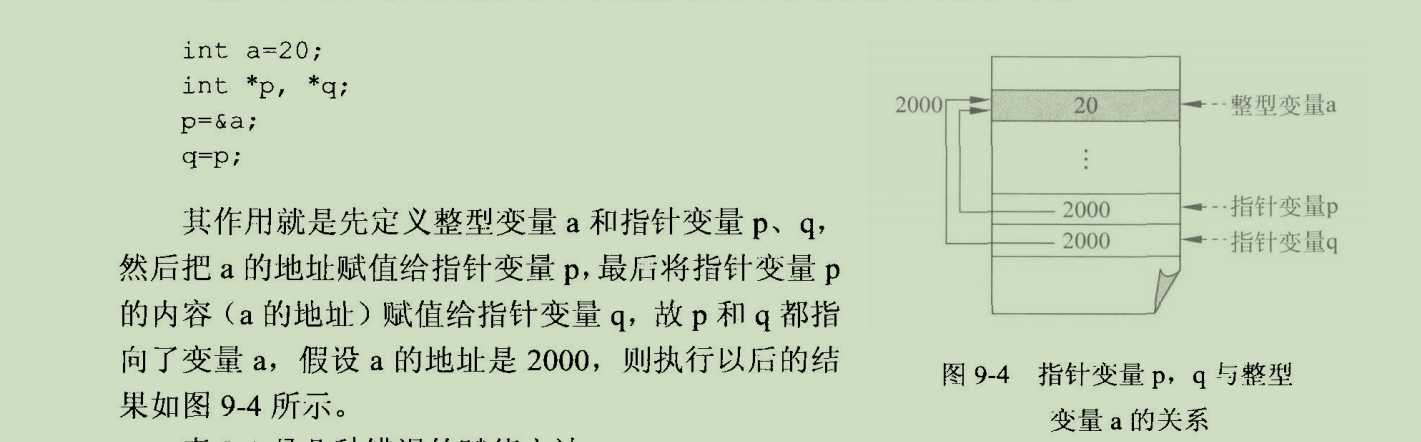 int a=20;
int *p, *q;
p=&a;
q=p;
其作用就是先定义整型变量 a 和指针变量 p、q，
然后把 a 的地址赋值给指针变量 p，最后将指针变量 p
的内容（a 的地址）赋值给指针变量 q，故 p 和 q 都指
向了变量 a，假设 a 的地址是 2000，则执行以后的结
果如图 9-4 所示。
2000
20
整型变量a
⋮
2000
指针变量p
2000
指针变量q
图 9-4 指针变量 p，q 与整型
变量 a 的关系